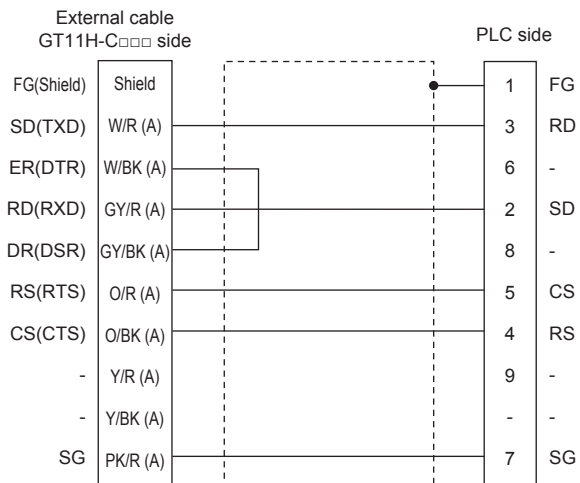 External cable
GT11H-C□□□ side
PLC side
FG(Shield) Shield 1 FG
SD(TXD) W/R (A) 3 RD
ER(DTR) W/BK (A) 6 -
RD(RXD) GY/R (A) 2 SD
DR(DSR) GY/BK (A) 8 -
RS(RTS) O/R (A) 5 CS
CS(CTS) O/BK (A) 4 RS
- Y/R (A) 9 -
- Y/BK (A) - -
SG PK/R (A) 7 SG